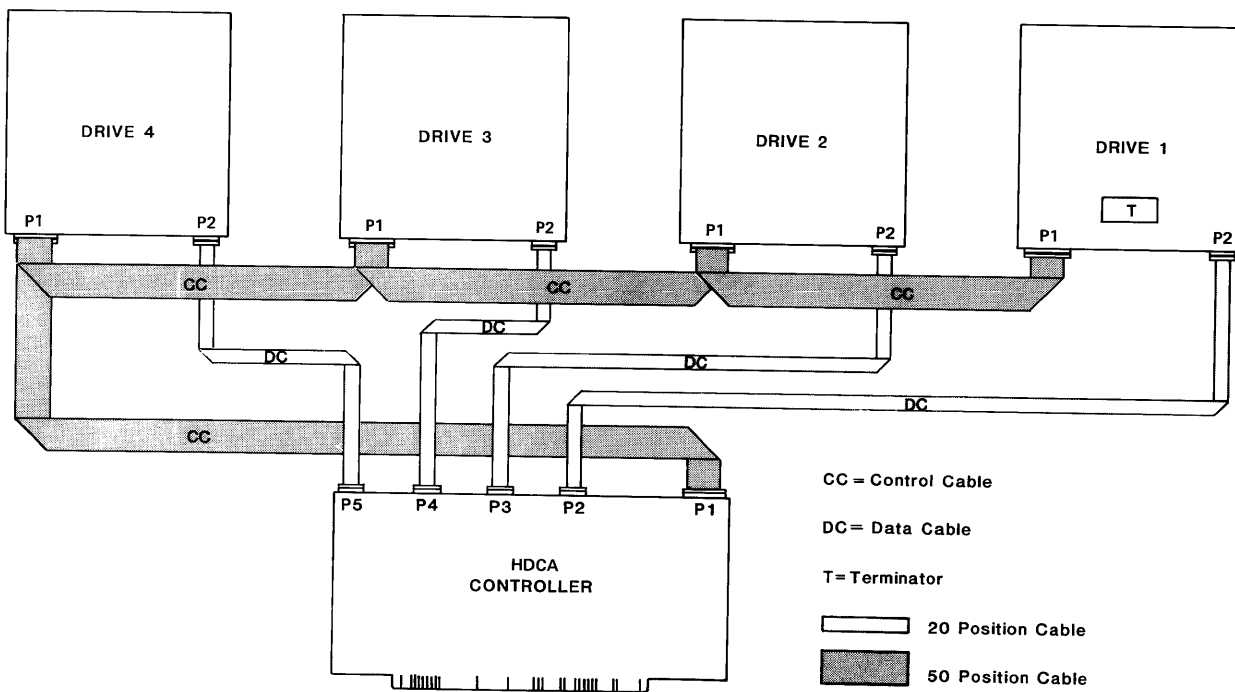 DRIVE 4
DRIVE 3
DRIVE 2
DRIVE 1
T
P1
P2
P1
P2
P1
P2
P1
P2
CC
CC
CC
DC
DC
DC
DC
CC
P5
P4
P3
P2
P1
HDCA
CONTROLLER
CC = Control Cable
DC = Data Cable
T = Terminator
20 Position Cable
50 Position Cable